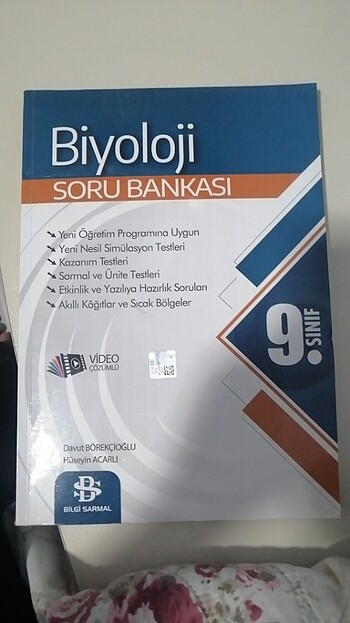 Biyoloji
SORU BANKASI
Yeni Öğretim Programına Uygun
Yeni Nesil Simülasyon Testleri
Kazanım Testleri
Sarmal ve Ünite Testleri
Etkinlik ve Yazılıya Hazırlık Soruları
Akıllı Kâğıtlar ve Sıcak Bölgeler
9. SINIF
VİDEO
ÇÖZÜMLÜ
Davut BÖREKÇİOĞLU
Hüseyin ACARLI
BS
BİLGİ SARMAL